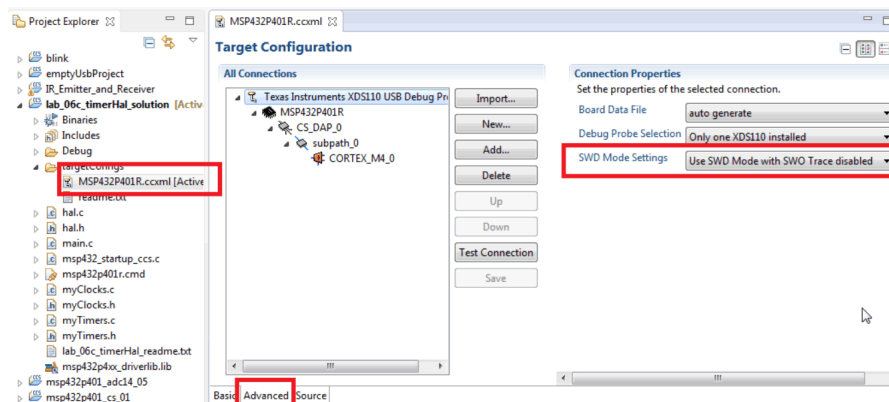 Project Explorer
blink
emptyUsbProject
IR_Emitter_and_Receiver
lab_06c_timerHal_solution [Activ
Binaries
Includes
Debug
targetConfigs
MSP432P401R.ccxml [Active
readme.txt
hal.c
hal.h
main.c
msp432_startup_ccs.c
msp432p401r.cmd
myClocks.c
myClocks.h
myTimers.c
myTimers.h
lab_06c_timerHal_readme.txt
msp432p4xx_driverlib.lib
msp432p401_adc14_05
msp432p401_cs_01
MSP432P401R.ccxml
Target Configuration
All Connections
Texas Instruments XDS110 USB Debug Pr
MSP432P401R
CS_DAP_0
subpath_0
CORTEX_M4_0
Import...
New...
Add...
Delete
Up
Down
Test Connection
Save
Connection Properties
Set the properties of the selected connection.
Board Data File auto generate
Debug Probe Selection Only one XDS110 installed
SWD Mode Settings Use SWD Mode with SWO Trace disabled
Basic Advanced Source